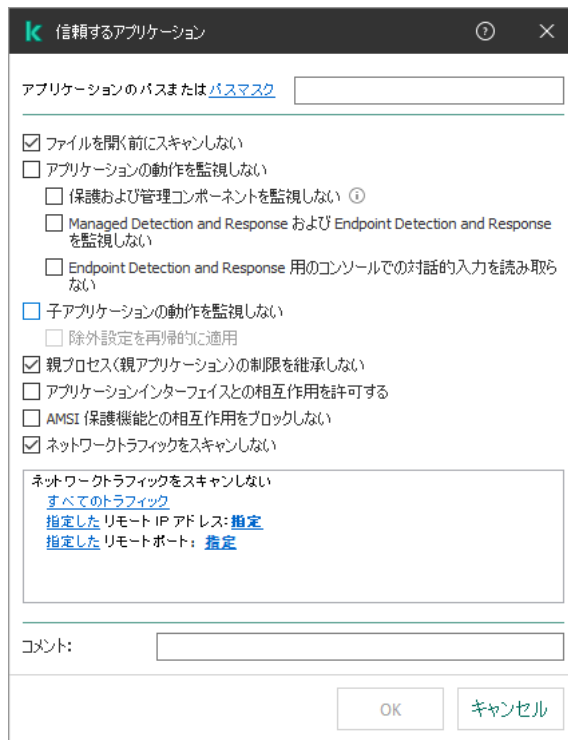 信頼するアプリケーション
アプリケーションのパスまたはパスマスク
ファイルを開く前にスキャンしない
アプリケーションの動作を監視しない
保護および管理コンポーネントを監視しない
Managed Detection and Response および Endpoint Detection and Response
を監視しない
Endpoint Detection and Response 用のコンソールでの対話的入力を読み取ら
ない
子アプリケーションの動作を監視しない
除外設定を再帰的に適用
親プロセス(親アプリケーション)の制限を継承しない
アプリケーションインターフェイスとの相互作用を許可する
AMSI 保護機能との相互作用をブロックしない
ネットワークトラフィックをスキャンしない
ネットワークトラフィックをスキャンしない
すべてのトラフィック
指定した リモート IP アドレス: 指定
指定した リモートポート: 指定
コメント:
OK キャンセル